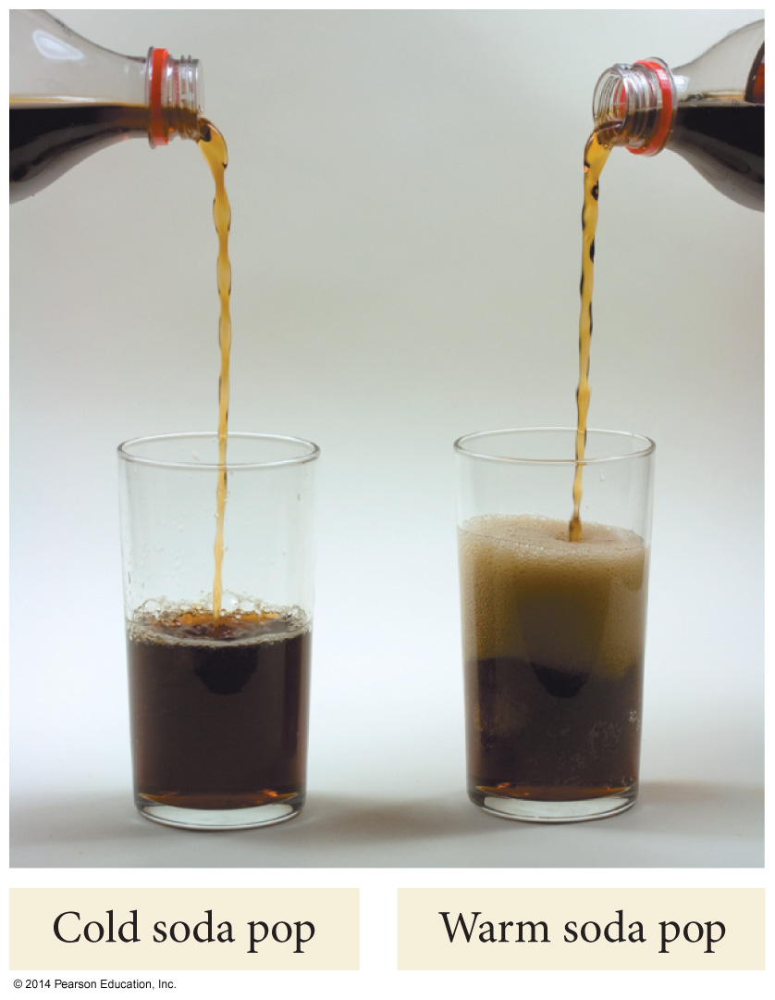 Cold soda pop
Warm soda pop
© 2014 Pearson Education, Inc.